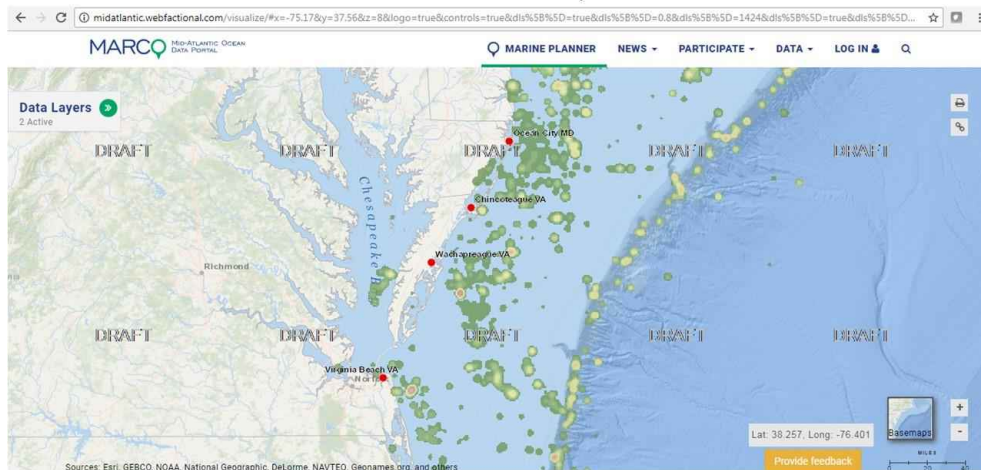 midatlantic.webfactional.com/visualize/#x=-75.17&y=37.56&z=8&logo=true&controls=true&dls%5B%5D=true&dls%5B%5D=0.8&dls%5B%5D=1424&dls%5B%5D=true&dls%5B%5D...
MARCO MID-ATLANTIC OCEAN DATA PORTAL
MARINE PLANNER NEWS PARTICIPATE DATA LOG IN
Data Layers
2 Active
Ocean City MD
DRAFT DRAFT DRAFT DRAFT DRAFT
Chesapeake
Chincoteague VA
Wachapreague VA
Richmond
DRAFT DRAFT DRAFT DRAFT DRAFT
Virginia Beach VA
Norf
Lat: 38.257, Long: -76.401
Basemaps
+
-
MILES
0 20 40
Provide feedback
Sources: Esri, GEBCO, NOAA, National Geographic, DeLorme, NAVTEQ, Geonames.org, and others